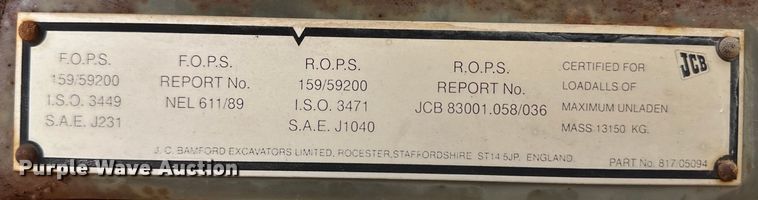 F.O.P.S.
159/59200
I.S.O. 3449
S.A.E. J231
F.O.P.S.
REPORT No.
NEL 611/89
R.O.P.S.
159/59200
I.S.O. 3471
S.A.E. J1040
R.O.P.S.
REPORT No.
JCB 83001.058/036
CERTIFIED FOR
LOADALLS OF
MAXIMUM UNLADEN
MASS 13150 KG.
JCB
J.C. BAMFORD EXCAVATORS LIMITED, ROCESTER, STAFFORDSHIRE ST14 5JP, ENGLAND.
PART No. 817/05094
Purple Wave Auction